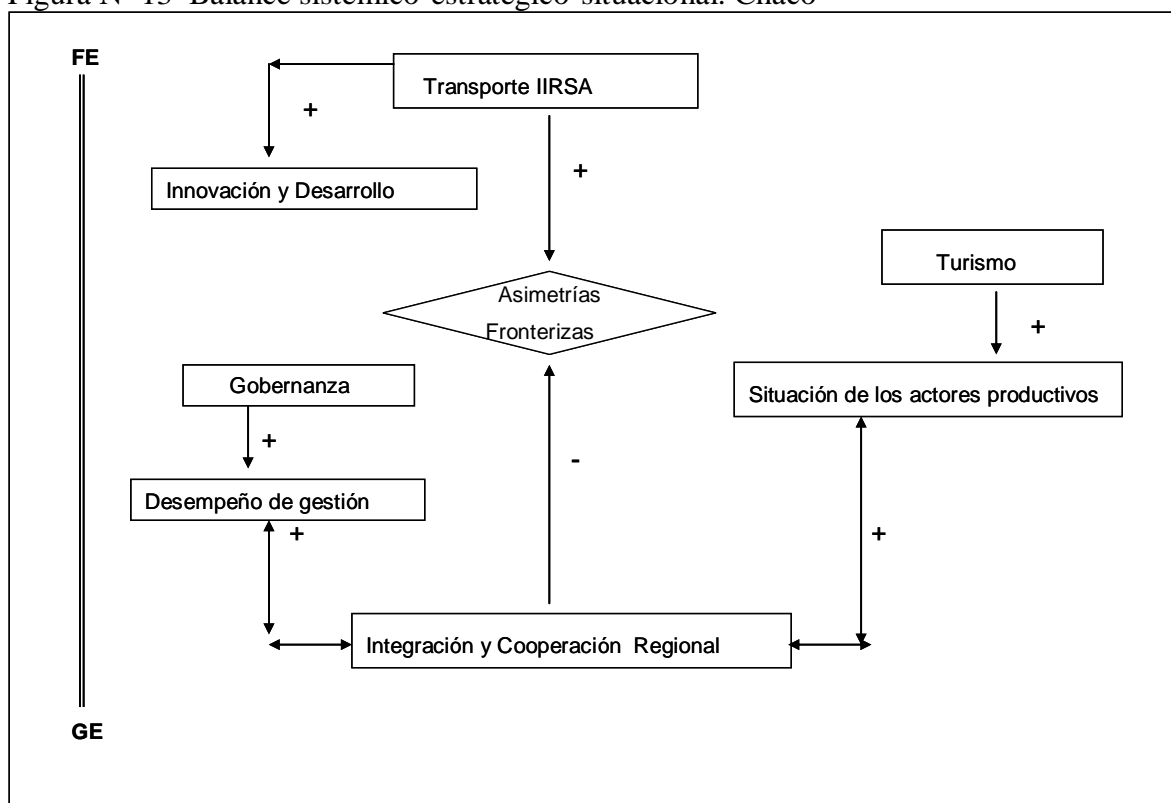 Figura Nº 13 Balance sistémico-estratégico-situacional. Chaco
FE
Transporte IIRSA
+
+
Innovación y Desarrollo
Turismo
+
Asimetrías
Fronterizas
Gobernanza
+
Situación de los actores productivos
-
Desempeño de gestión
+
+
Integración y Cooperación Regional
GE